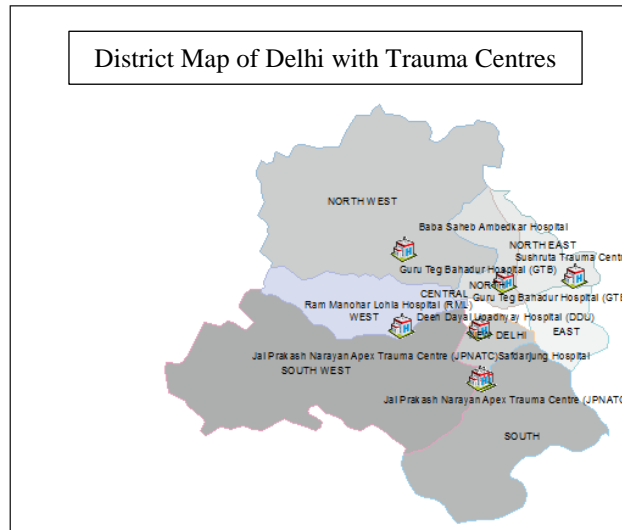 District Map of Delhi with Trauma Centres
NORTH WEST
Baba Saheb Ambedkar Hospital
NORTH EAST
Sushruta Trauma Centr
Guru Teg Bahadur Hospital (GTB)
NORTH
CENTRAL
Guru Teg Bahadur Hospital (GTB
Ram Manohar Lohia Hospital (RML)
WEST
Deen Dayal Upadhyay Hospital (DDU)
EAST
DELHI
Jai Prakash Narayan Apex Trauma Centre (JPNATC)
Safdarjung Hospital
SOUTH WEST
Jai Prakash Narayan Apex Trauma Centre (JPNATC
SOUTH